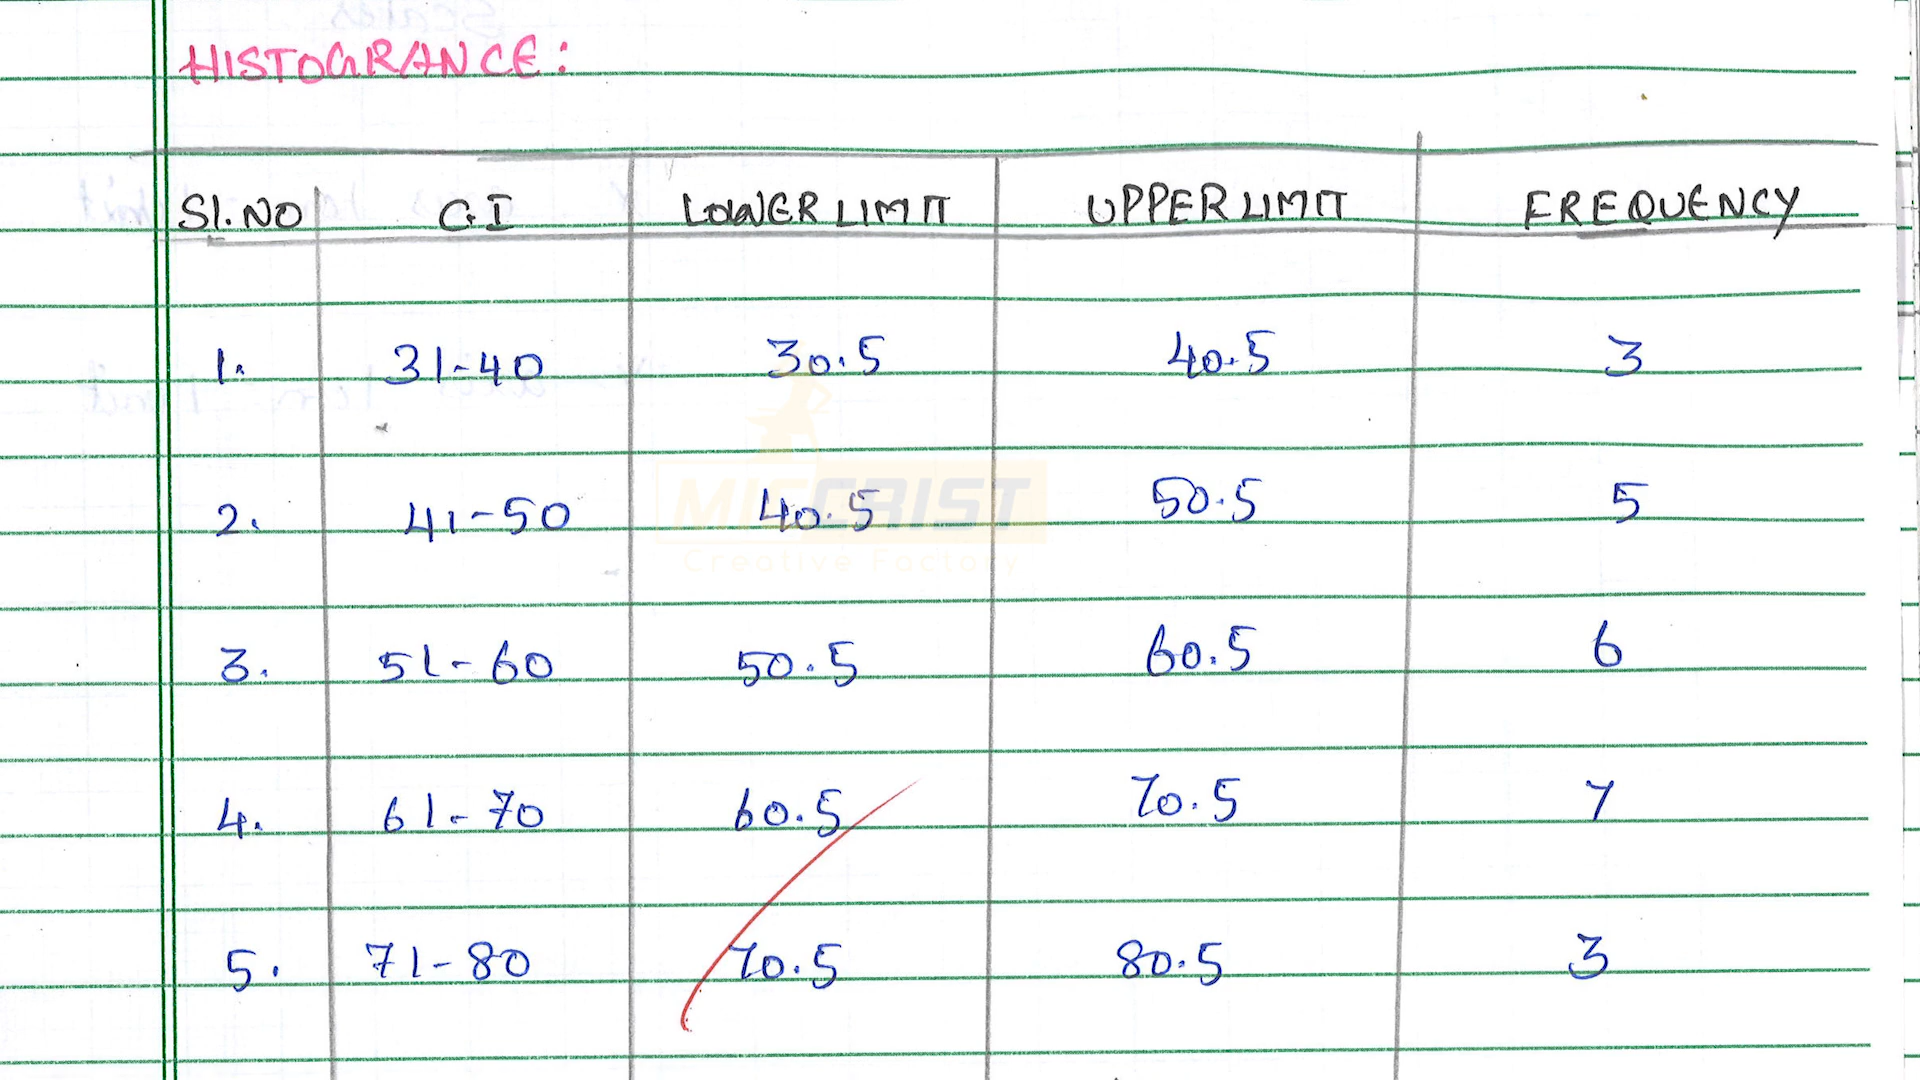 HISTOGRANCE:
Sl.NO C.I LOWER LIMIT UPPER LIMIT FREQUENCY
1. 31-40 30.5 40.5 3
2. 41-50 40.5 50.5 5
3. 51-60 50.5 60.5 6
4. 61-70 60.5 70.5 7
5. 71-80 70.5 80.5 3
Creative Factory